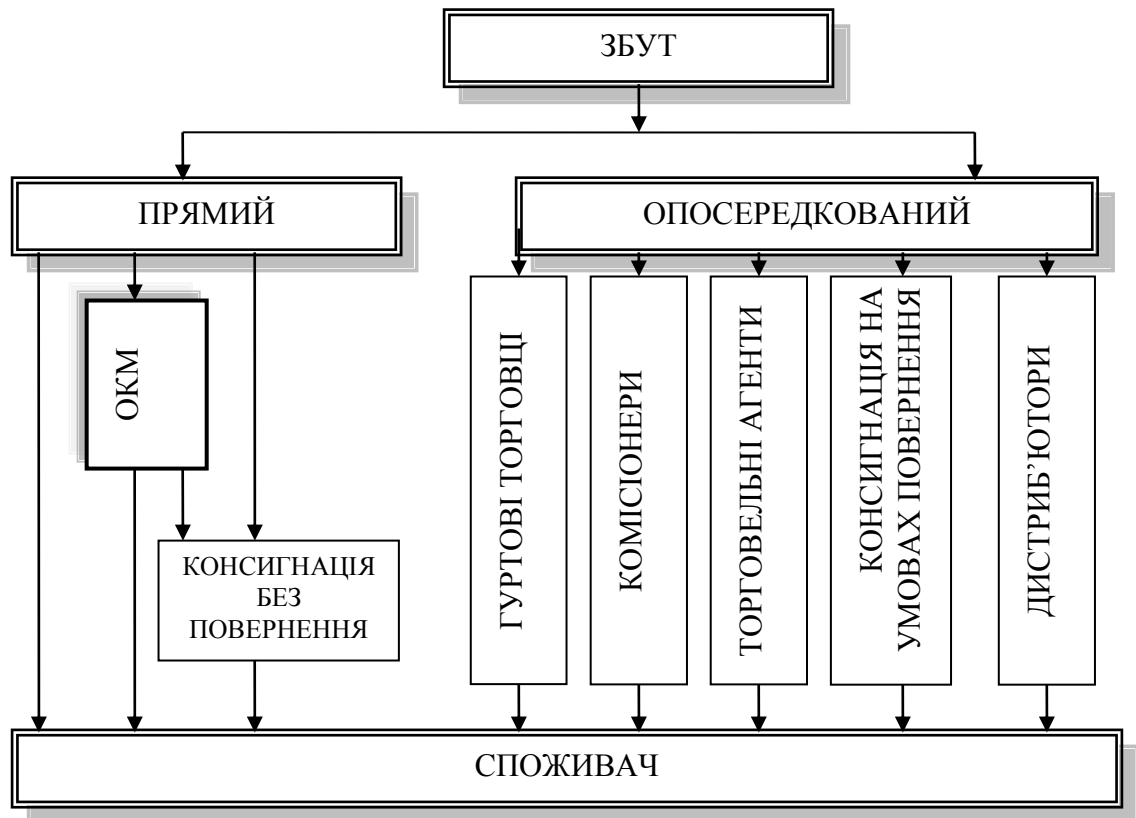 ЗБУТ
ПРЯМИЙ
ОПОСЕРЕДКОВАНИЙ
ОКМ
КОНСИГНАЦІЯ
БЕЗ
ПОВЕРНЕННЯ
ГУРТОВІ ТОРГОВЦІ
КОМІСІОНЕРИ
ТОРГОВЕЛЬНІ АГЕНТИ
КОНСИГНАЦІЯ НА
УМОВАХ ПОВЕРНЕННЯ
ДИСТРИБ’ЮТОРИ
СПОЖИВАЧ